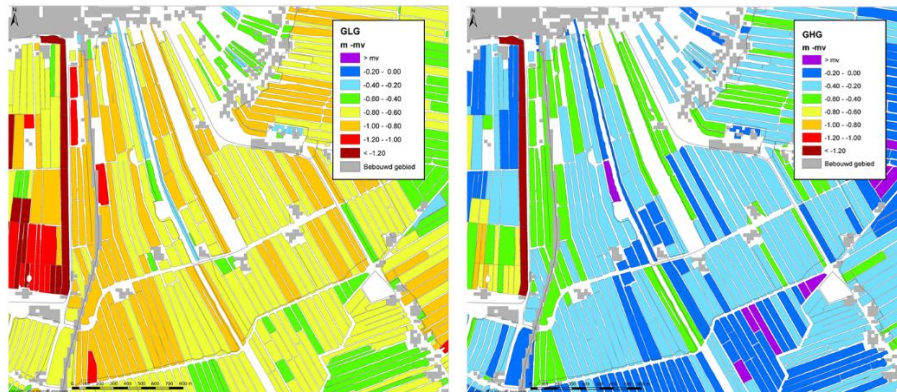 N
GLG
m -mv
> mv
-0.20 - 0.00
-0.40 - -0.20
-0.60 - -0.40
-0.80 - -0.60
-1.00 - -0.80
-1.20 - -1.00
< -1.20
Bebouwd gebied
N
GHG
m -mv
> mv
-0.20 - 0.00
-0.40 - -0.20
-0.60 - -0.40
-0.80 - -0.60
-1.00 - -0.80
-1.20 - -1.00
< -1.20
Bebouwd gebied